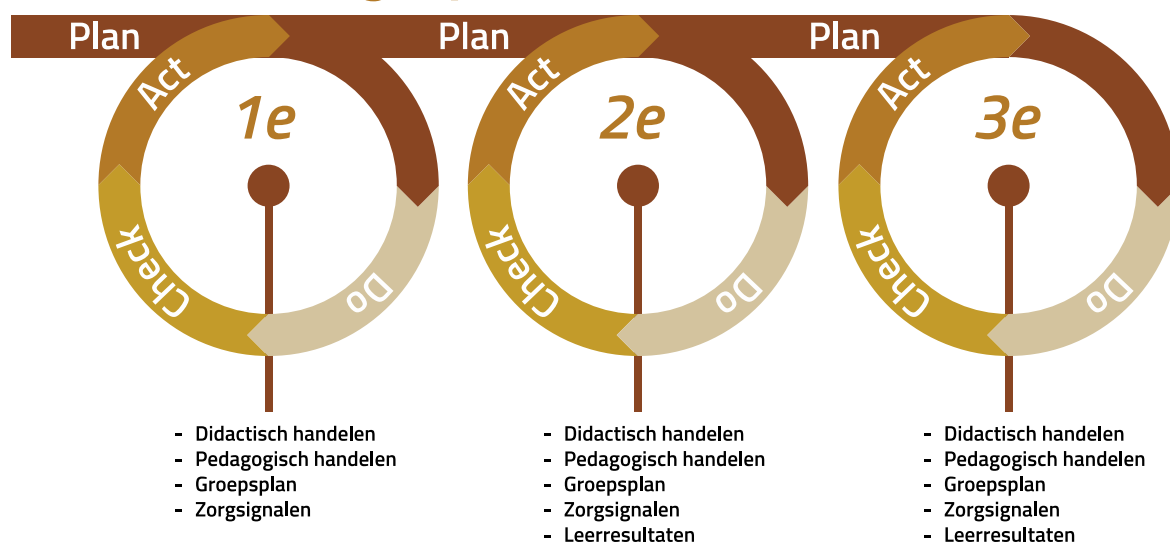 Plan
Plan
Plan
Act
1e
Check
Do
Act
2e
Check
Do
Act
3e
Check
Do
- Didactisch handelen
- Pedagogisch handelen
- Groepsplan
- Zorgsignalen
- Didactisch handelen
- Pedagogisch handelen
- Groepsplan
- Zorgsignalen
- Leerresultaten
- Didactisch handelen
- Pedagogisch handelen
- Groepsplan
- Zorgsignalen
- Leerresultaten